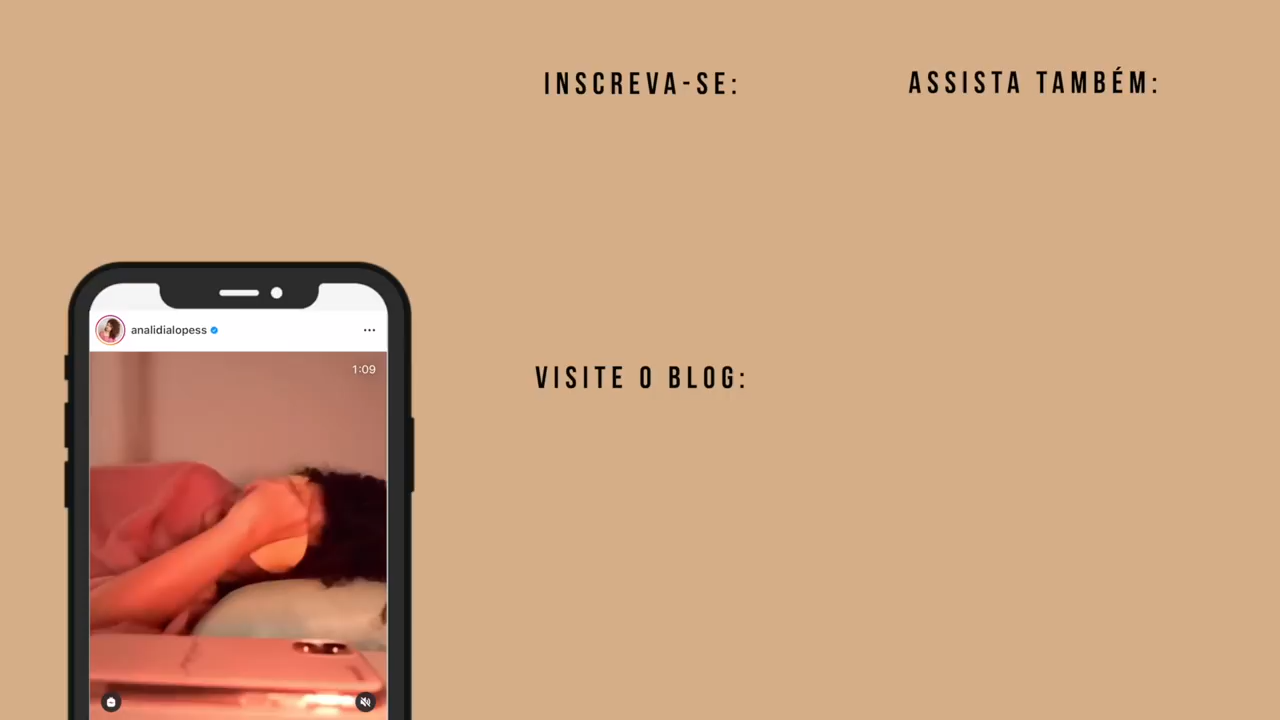 INSCREVA-SE:
ASSISTA TAMBÉM:
analidialopess
1:09
VISITE O BLOG: